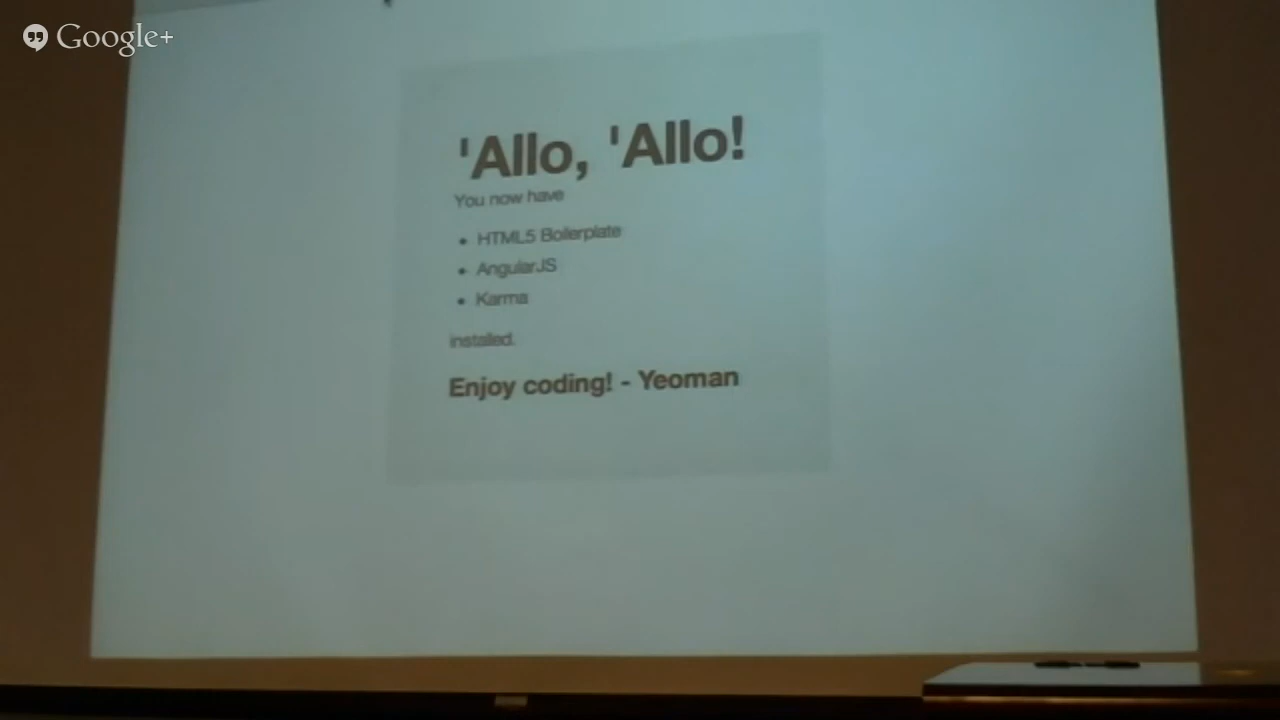 Google+
'Allo, 'Allo!
You now have
• HTML5 Boilerplate
• AngularJS
• Karma
installed.
Enjoy coding! - Yeoman